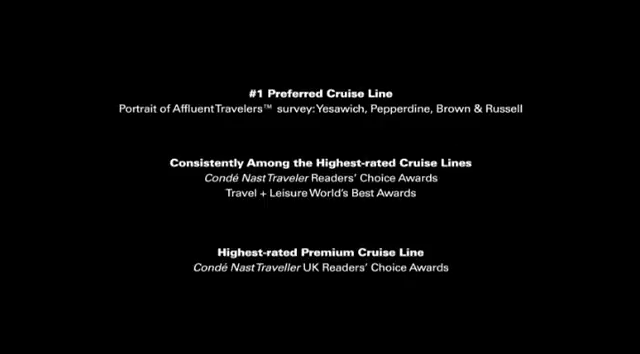 #1 Preferred Cruise Line
Portrait of Affluent Travelers™ survey: Yesawich, Pepperdine, Brown & Russell
Consistently Among the Highest-rated Cruise Lines
Condé Nast Traveler Readers' Choice Awards
Travel + Leisure World's Best Awards
Highest-rated Premium Cruise Line
Condé Nast Traveller UK Readers' Choice Awards